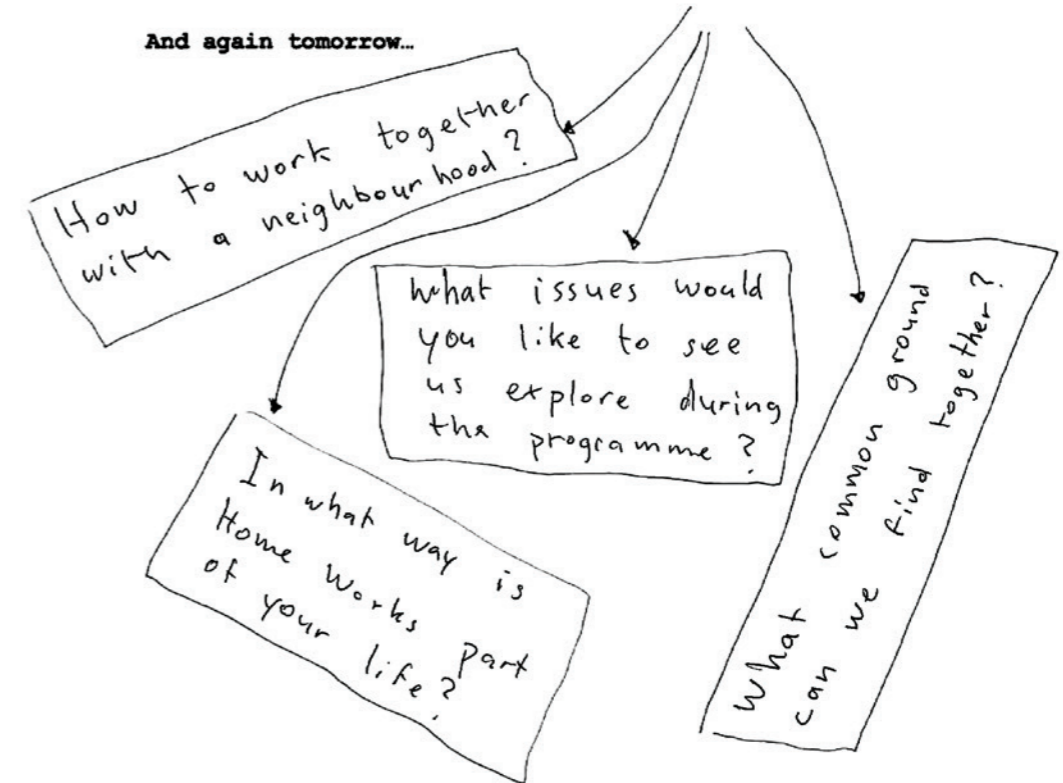 And again tomorrow…
How to work together
with a neighbourhood?
What issues would
you like to see
us explore during
the programme?
In what way is
Home Works part
of your life?
What common ground
can we find together?